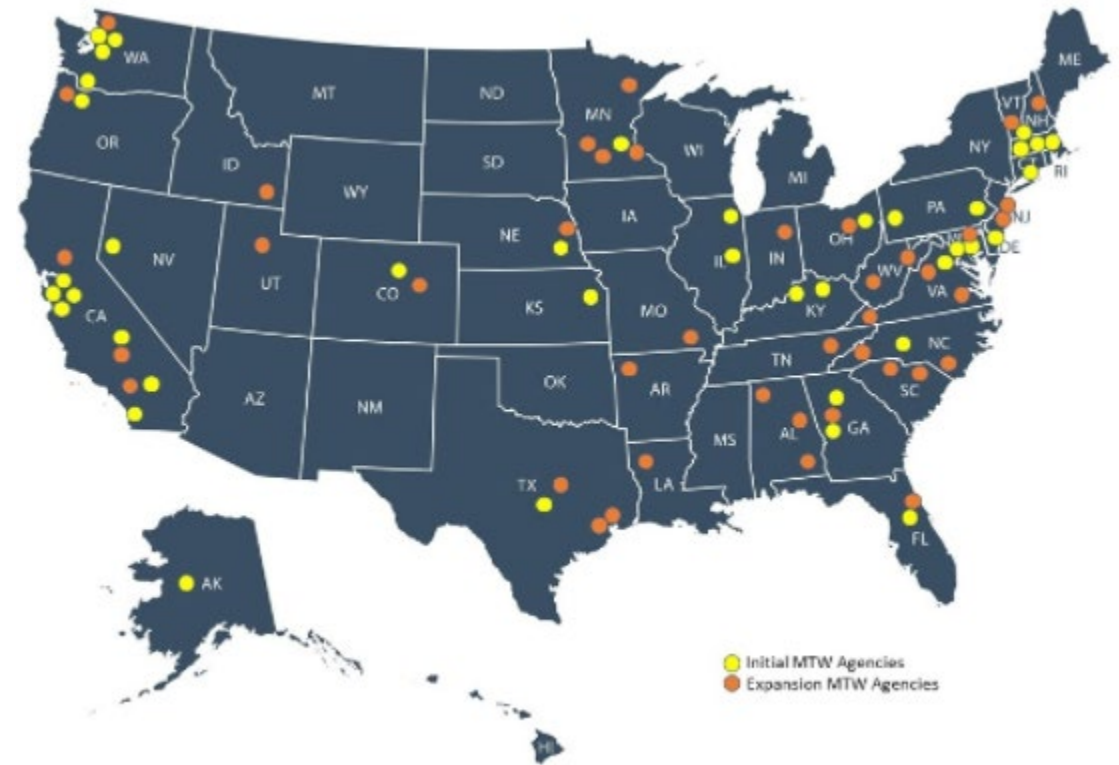 WA
ME
MT
ND
VT
MN
NH
OR
NY
WI
ID
SD
MI
CT
RI
WY
PA
IA
NJ
NE
OH
DE
NV
IL
IN
WV
UT
CO
VA
KS
MO
KY
CA
NC
TN
OK
AR
SC
AZ
NM
MS
AL
GA
TX
LA
FL
AK
Initial MTW Agencies
Expansion MTW Agencies
HI